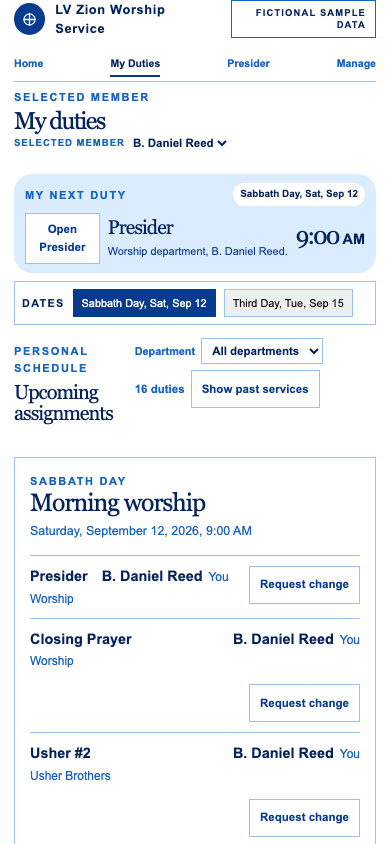 LV Zion Worship
Service
FICTIONAL SAMPLE
DATA
Home My Duties Presider Manage
SELECTED MEMBER
My duties
SELECTED MEMBER B. Daniel Reed
MY NEXT DUTY
Sabbath Day, Sat, Sep 12
Open
Presider
Presider
Worship department, B. Daniel Reed.
9:00 AM
DATES Sabbath Day, Sat, Sep 12 Third Day, Tue, Sep 15
PERSONAL
SCHEDULE
Upcoming
assignments
Department All departments
16 duties Show past services
SABBATH DAY
Morning worship
Saturday, September 12, 2026, 9:00 AM
Presider B. Daniel Reed You
Worship
Request change
Closing Prayer B. Daniel Reed You
Worship
Request change
Usher #2 B. Daniel Reed You
Usher Brothers
Request change